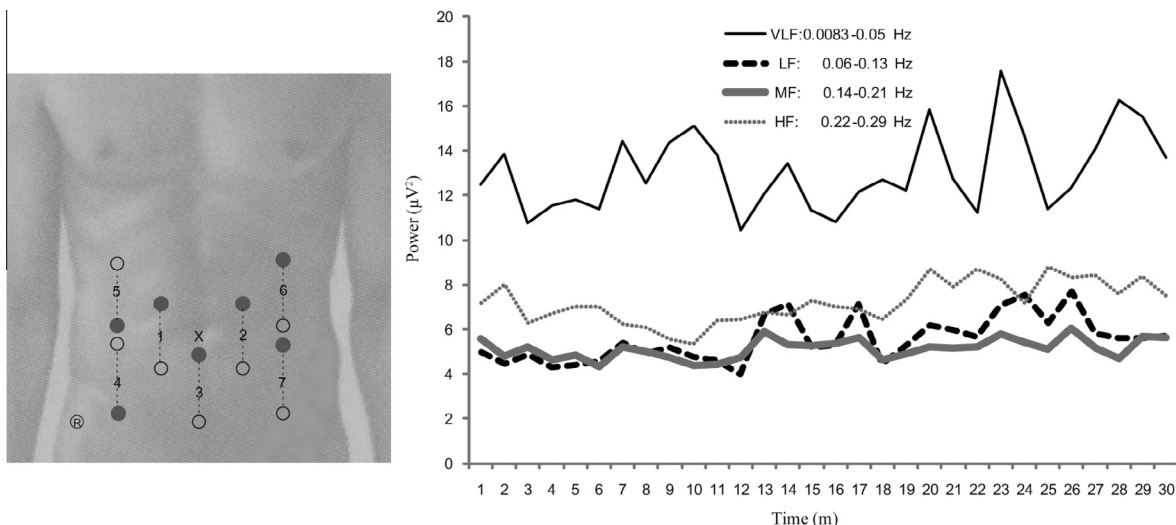 5
6
1
X
2
4
3
7
R
20
18
16
14
12
10
8
6
4
2
0
Power (µV²)
VLF:0.0083-0.05 Hz
LF: 0.06-0.13 Hz
MF: 0.14-0.21 Hz
HF: 0.22-0.29 Hz
1 2 3 4 5 6 7 8 9 10 11 12 13 14 15 16 17 18 19 20 21 22 23 24 25 26 27 28 29 30
Time (m)